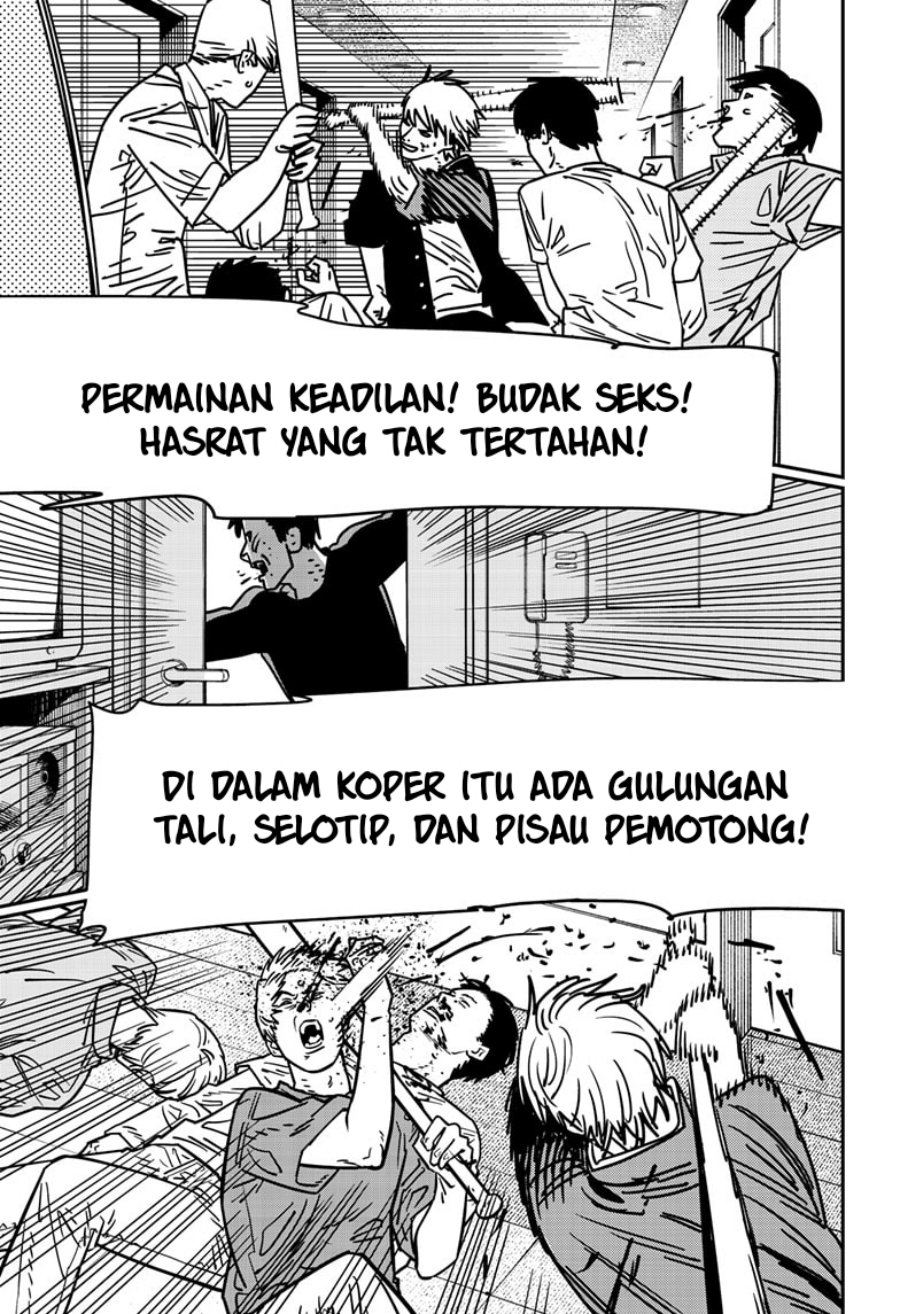 PERMAINAN KEADILAN! BUDAK SEKS!
HASRAT YANG TAK TERTAHAN!
DI DALAM KOPER ITU ADA GULUNGAN
TALI, SELOTIP, DAN PISAU PEMOTONG!